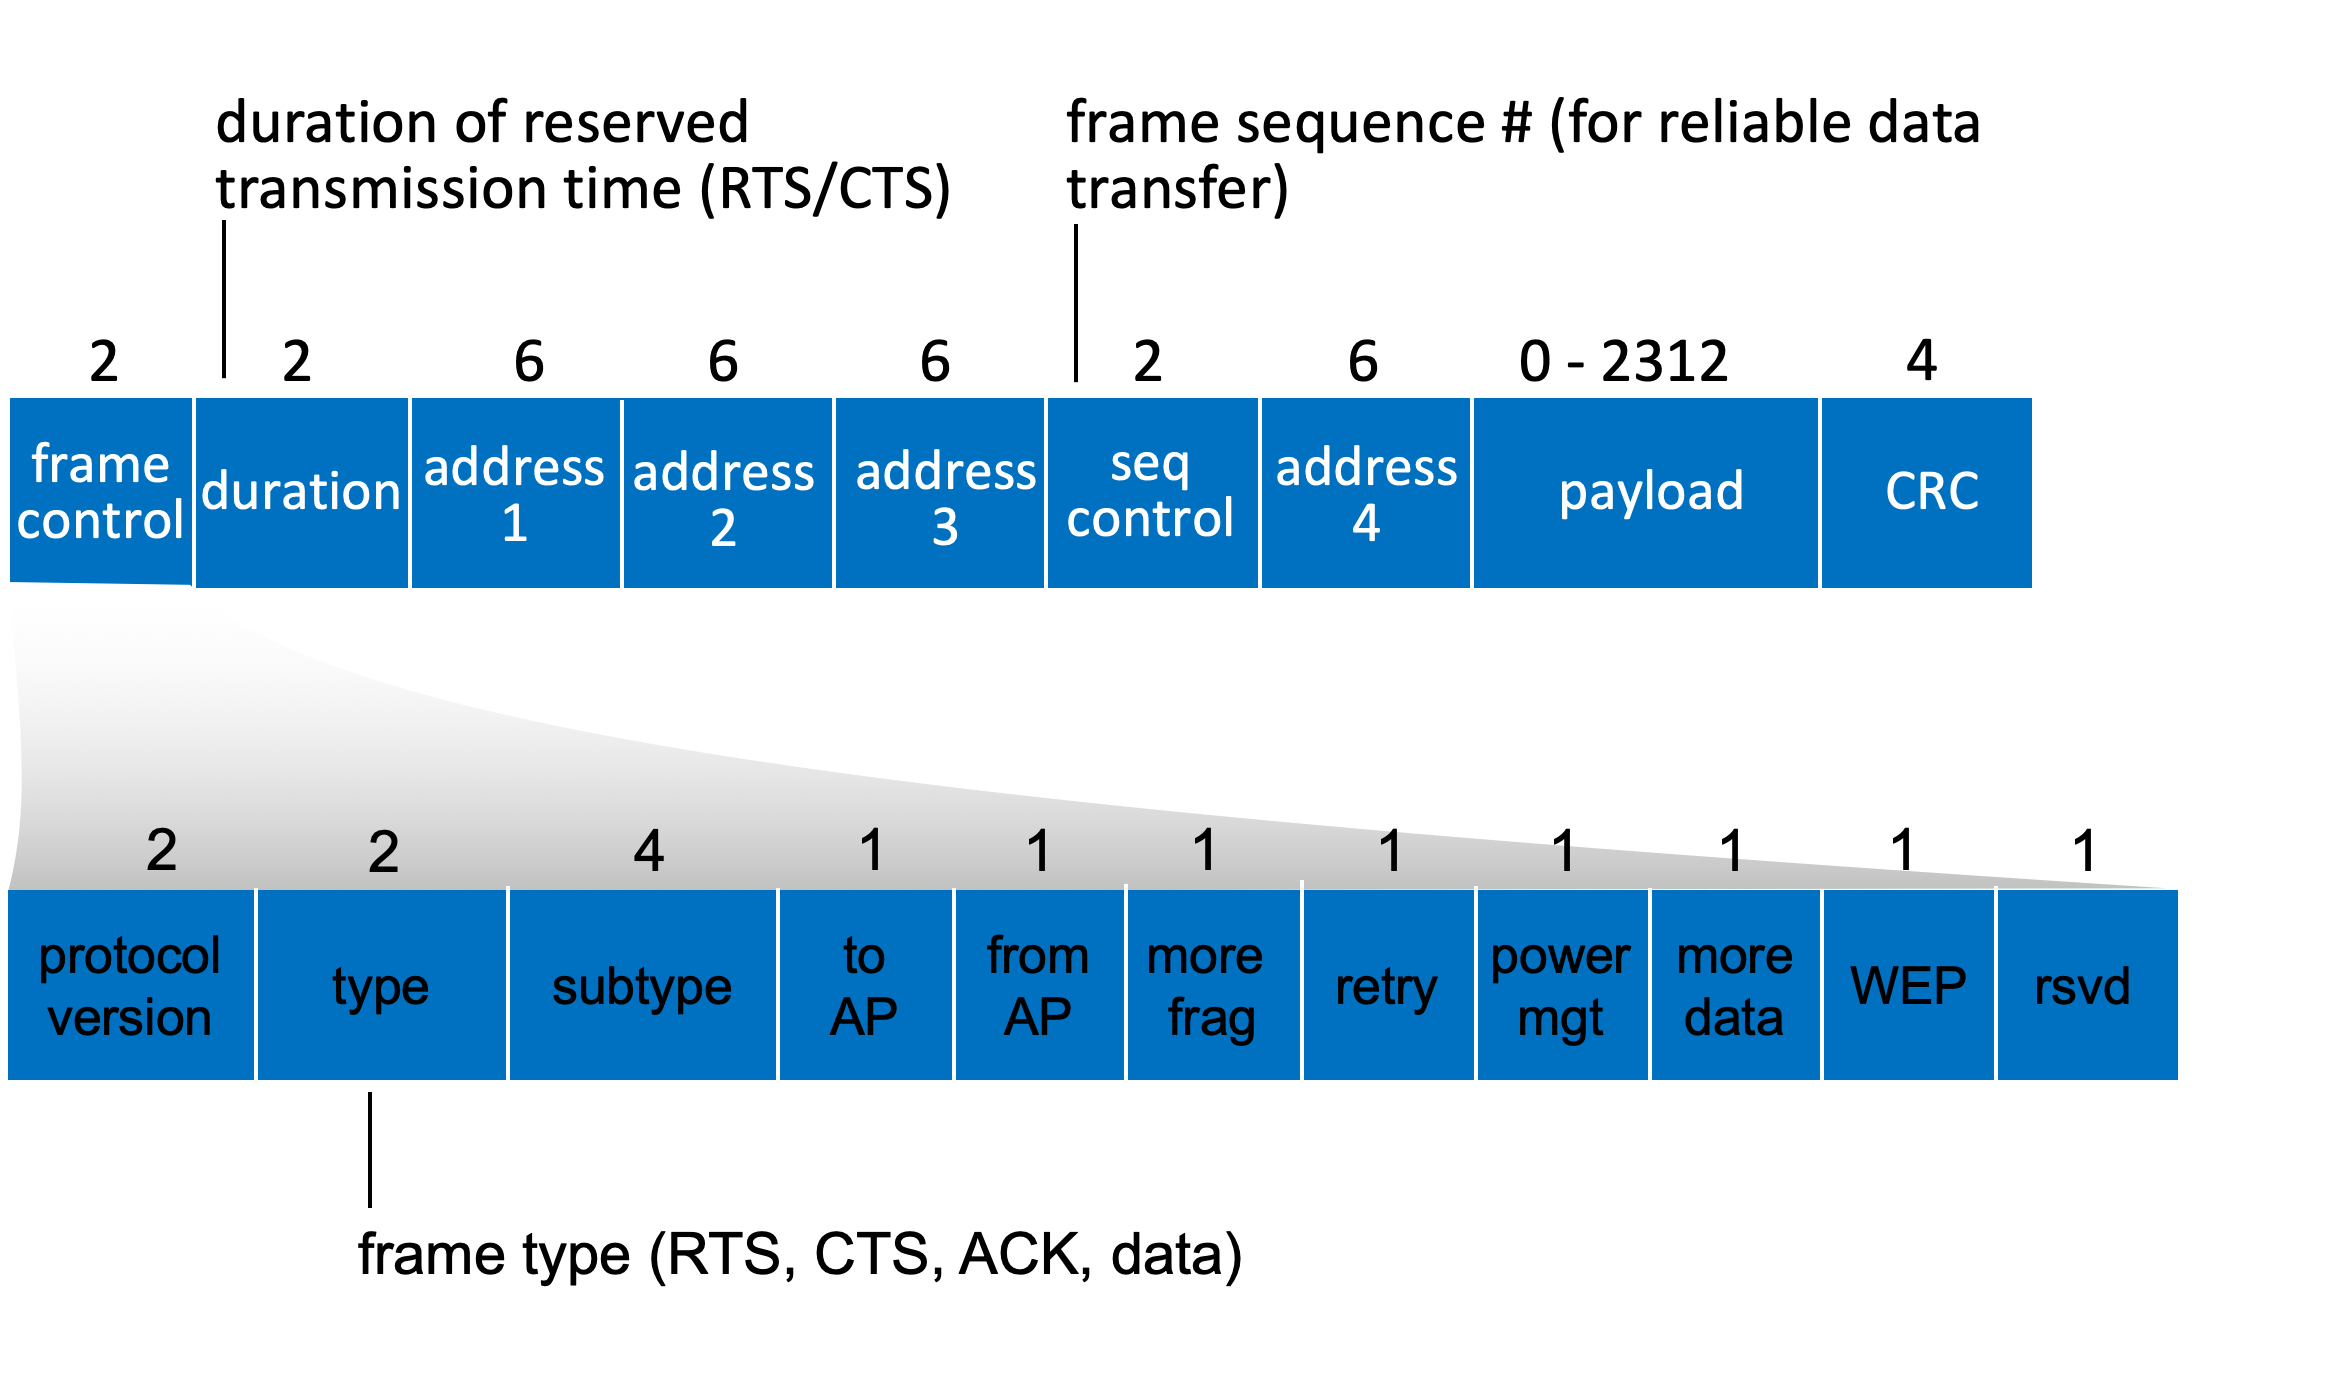 duration of reserved
transmission time (RTS/CTS)
frame sequence # (for reliable data
transfer)
2 2 6 6 6 2 6 0 - 2312 4
frame
control
duration
address
1
address
2
address
3
seq
control
address
4
payload
CRC
2 2 4 1 1 1 1 1 1 1 1
protocol
version
type
subtype
to
AP
from
AP
more
frag
retry
power
mgt
more
data
WEP
rsvd
frame type (RTS, CTS, ACK, data)